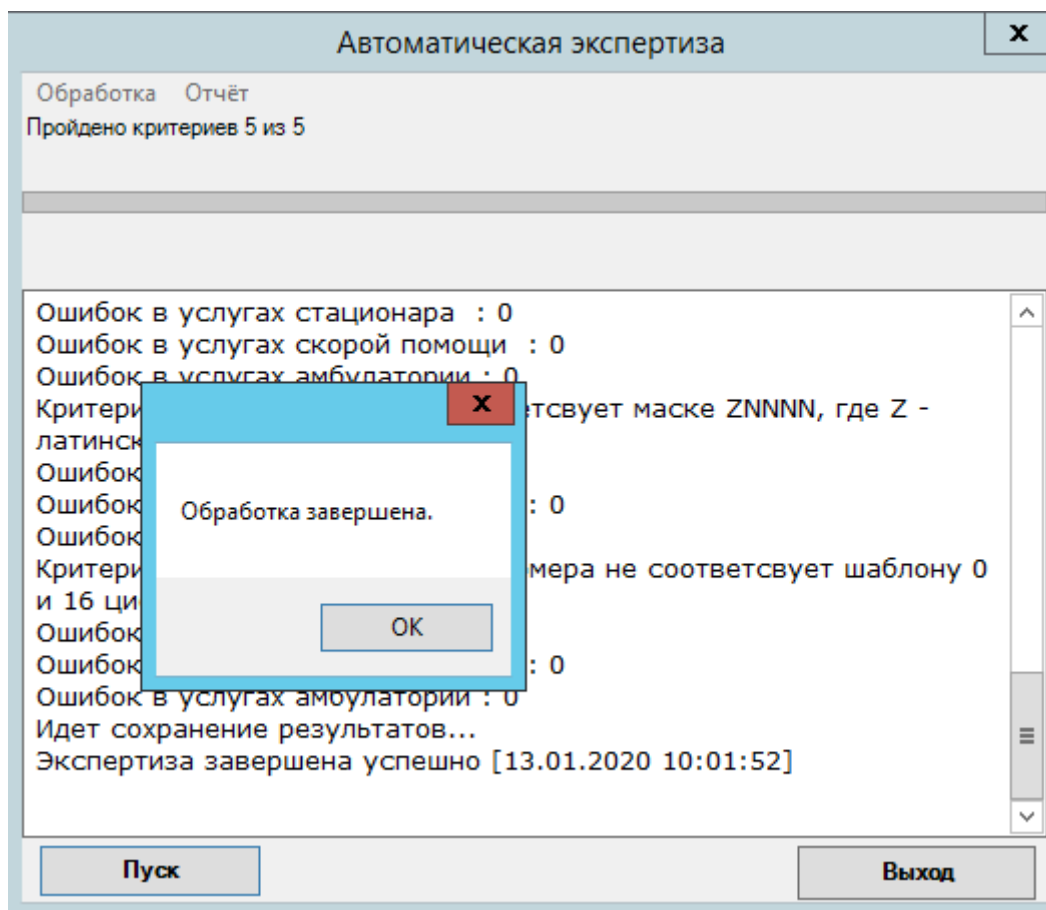 Автоматическая экспертиза
x
Обработка Отчёт
Пройдено критериев 5 из 5
Ошибок в услугах стационара : 0
Ошибок в услугах скорой помощи : 0
Ошибок в услугах амбулатории : 0
Критери тсвует маске ZNNNN, где Z -
латинск
x
Ошибок
Ошибок : 0
Обработка завершена.
Ошибок
Критери мера не соответсвует шаблону 0
и 16 ци
Ошибок
OK
Ошибок : 0
Ошибок в услугах амбулатории : 0
Идет сохранение результатов...
Экспертиза завершена успешно [13.01.2020 10:01:52]
Пуск Выход